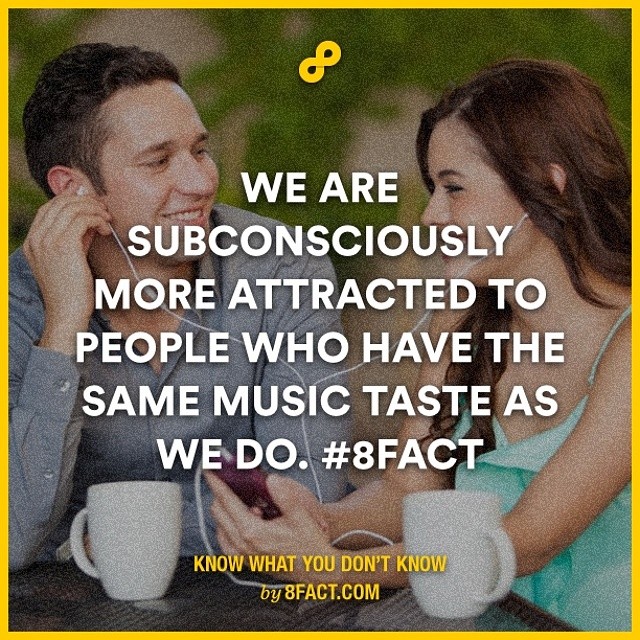 WE ARE
SUBCONSCIOUSLY
MORE ATTRACTED TO
PEOPLE WHO HAVE THE
SAME MUSIC TASTE AS
WE DO. #8FACT
KNOW WHAT YOU DON'T KNOW
by 8FACT.COM